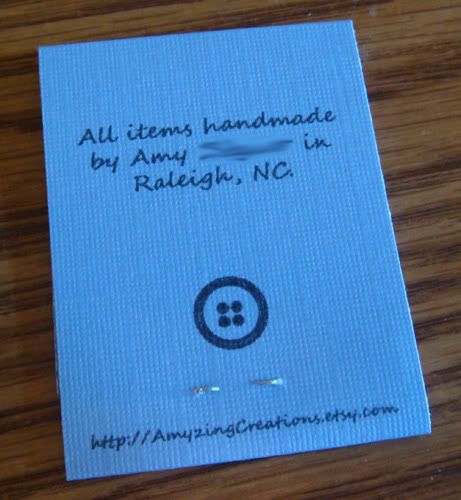 All items handmade
by Amy in
Raleigh, NC.
http://AmyzingCreations.etsy.com